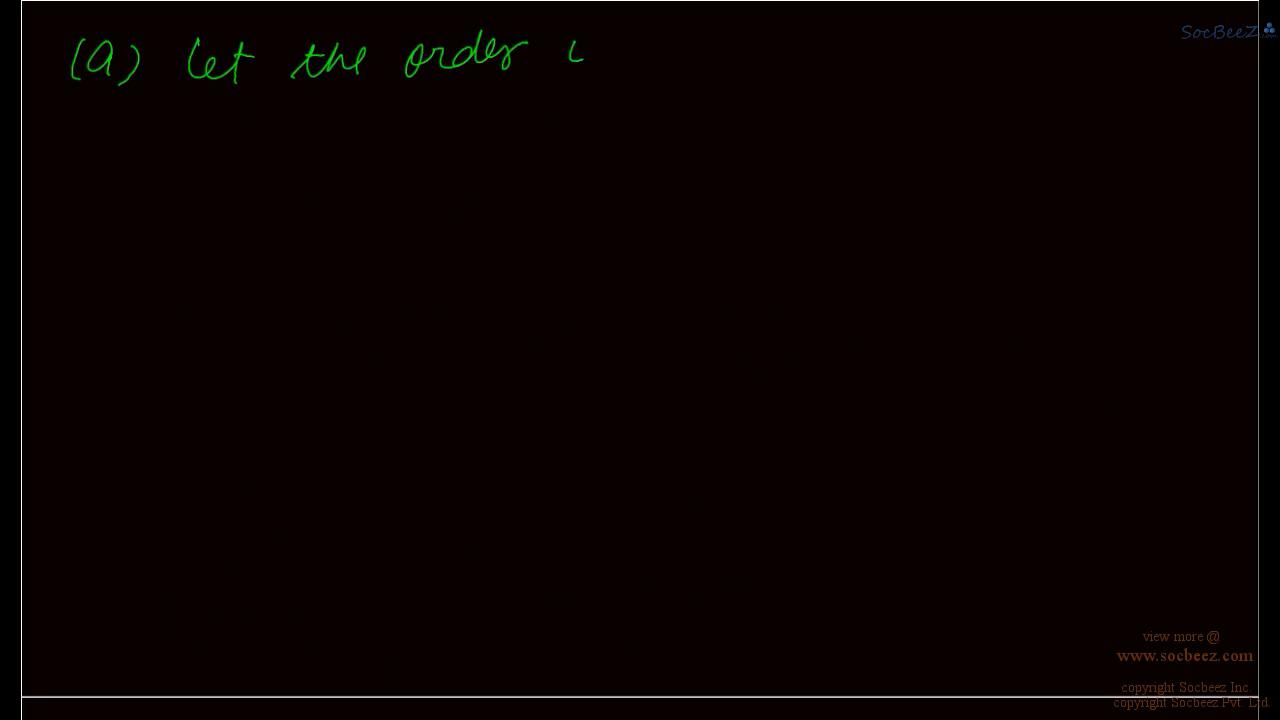 SocBeeZ
(a) Let the order
view more @
www.socbeez.com
copyright Socbeez Inc.
copyright Socbeez Pvt. Ltd.